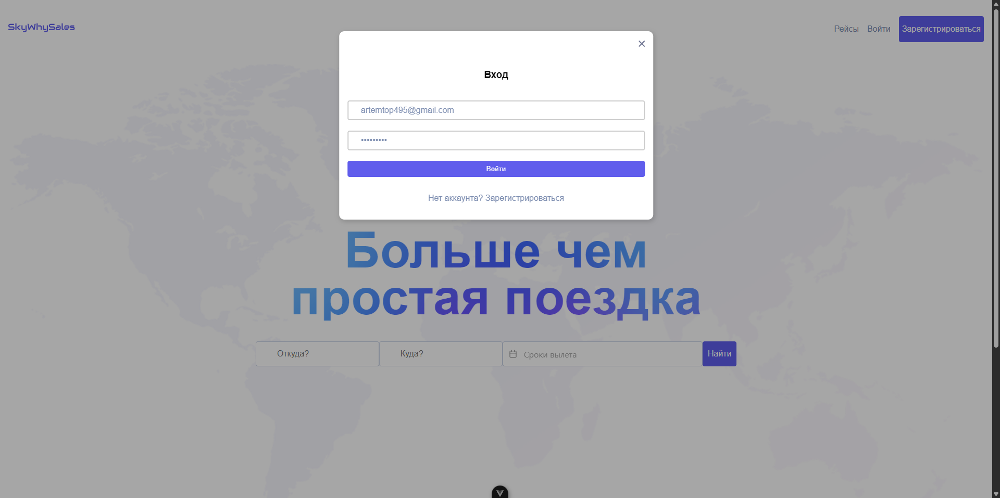 SkyWhySales
Рейсы Войти Зарегистрироваться
Вход
artemtop495@gmail.com
•••••••••
Войти
Нет аккаунта? Зарегистрироваться
Больше чем
простая поездка
Откуда? Куда? Сроки вылета Найти